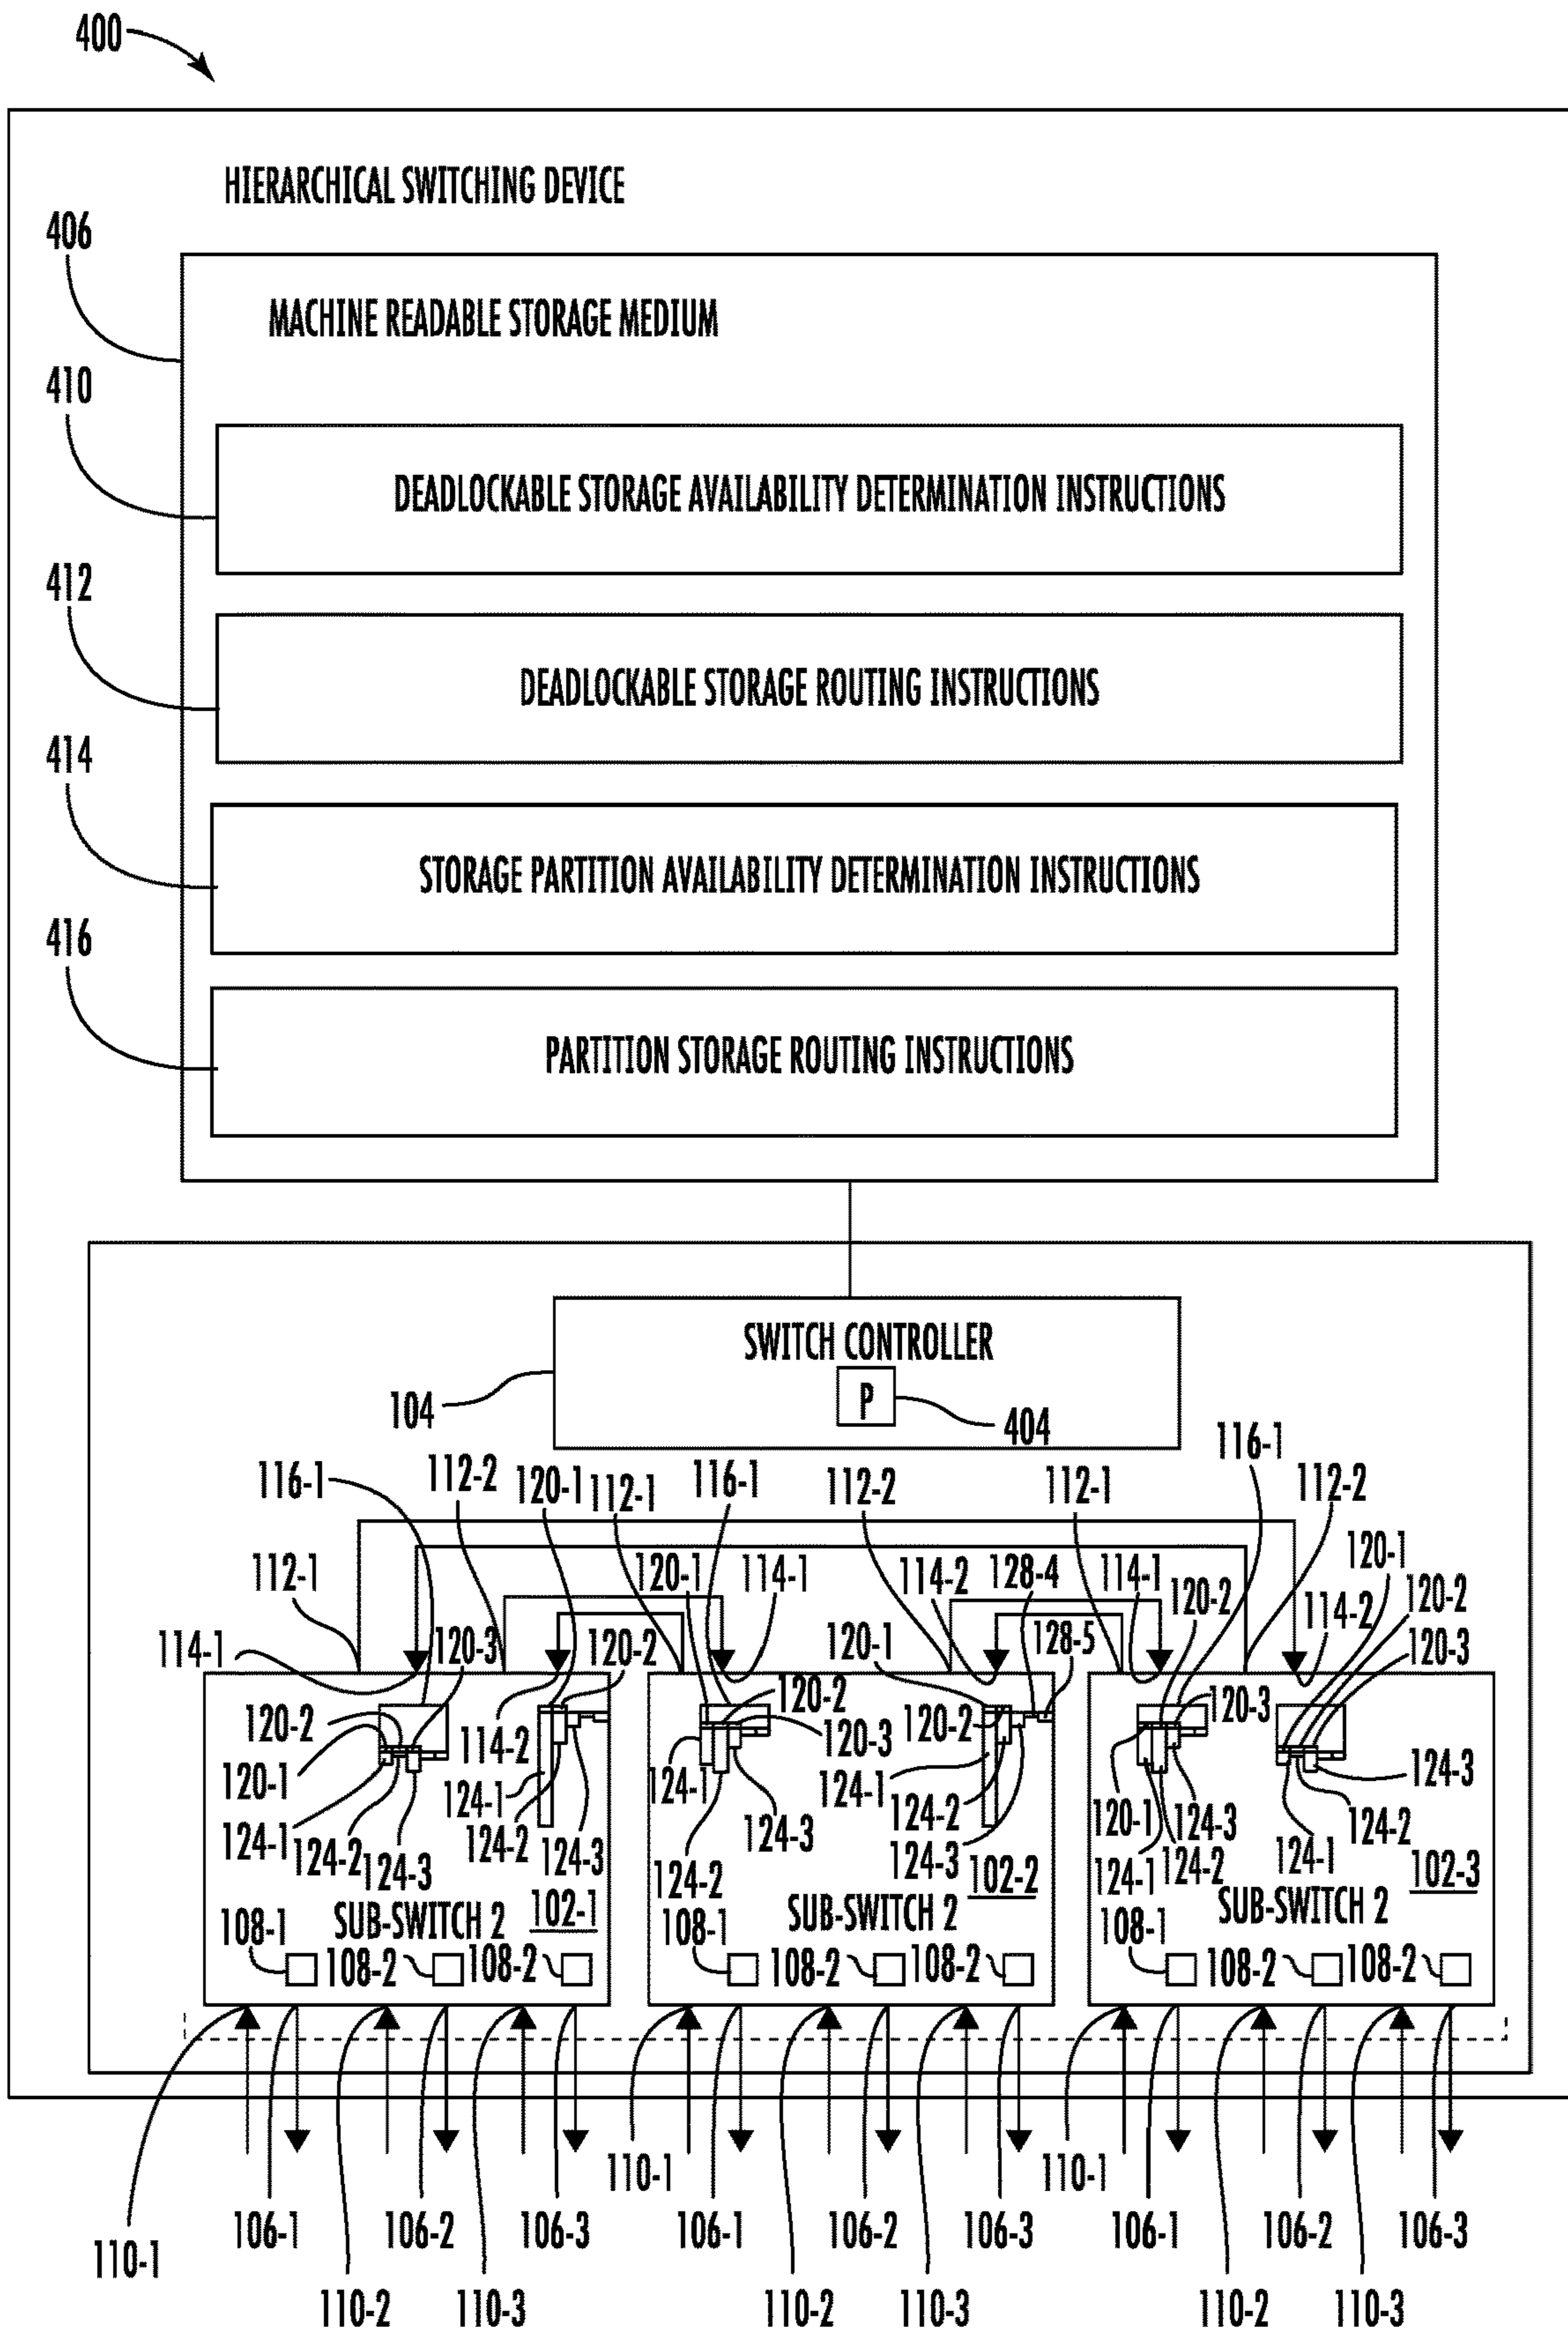 400
HIERARCHICAL SWITCHING DEVICE
406
MACHINE READABLE STORAGE MEDIUM
410
DEADLOCKABLE STORAGE AVAILABILITY DETERMINATION INSTRUCTIONS
412
DEADLOCKABLE STORAGE ROUTING INSTRUCTIONS
414
STORAGE PARTITION AVAILABILITY DETERMINATION INSTRUCTIONS
416
PARTITION STORAGE ROUTING INSTRUCTIONS
SWITCH CONTROLLER
P
104
404
116-1 112-2 120-1 112-1 116-1 112-2 112-1 116-1 112-2
112-1 120-1 114-1 114-2 128-4 114-1 120-2 120-1
114-1 120-3 120-2 120-1 128-5 114-2 120-2
120-3
120-2 114-2 120-2 120-2 120-3
120-1 124-1 124-1 120-3 124-1 124-3
124-1 124-2 124-3 124-2 124-3 124-2 124-3 124-2 124-3 120-1 124-1 124-3 124-2 124-1 124-2
SUB-SWITCH 2 102-1
SUB-SWITCH 2 102-2
SUB-SWITCH 2 102-3
108-1 108-2 108-2
108-1 108-2 108-2
108-1 108-2 108-2
110-1 106-1 110-2 106-2 110-3 106-3
110-1 106-1 110-2 106-2 110-3 106-3
110-1 106-1 110-2 106-2 110-3 106-3